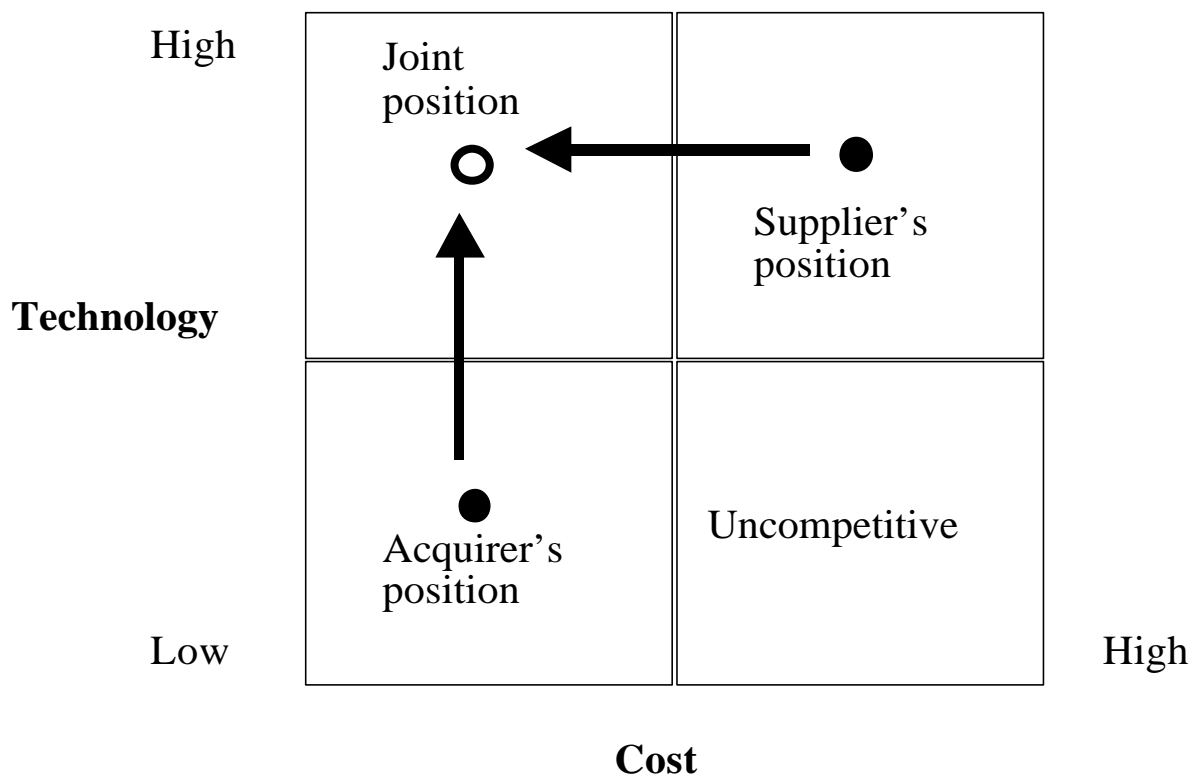 High
Joint
position
Supplier’s
position
Technology
Uncompetitive
Acquirer’s
position
Low
High
Cost